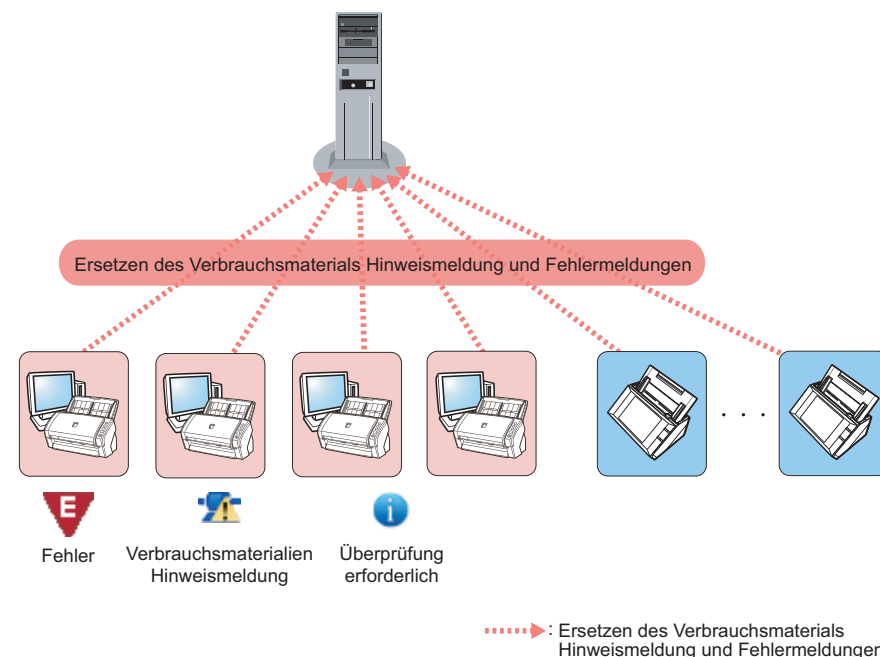 Ersetzen des Verbrauchsmaterials Hinweismeldung und Fehlermeldungen
. . .
E
i
Fehler
Verbrauchsmaterialien
Hinweismeldung
Überprüfung
erforderlich
: Ersetzen des Verbrauchsmaterials
Hinweismeldung und Fehlermeldungen